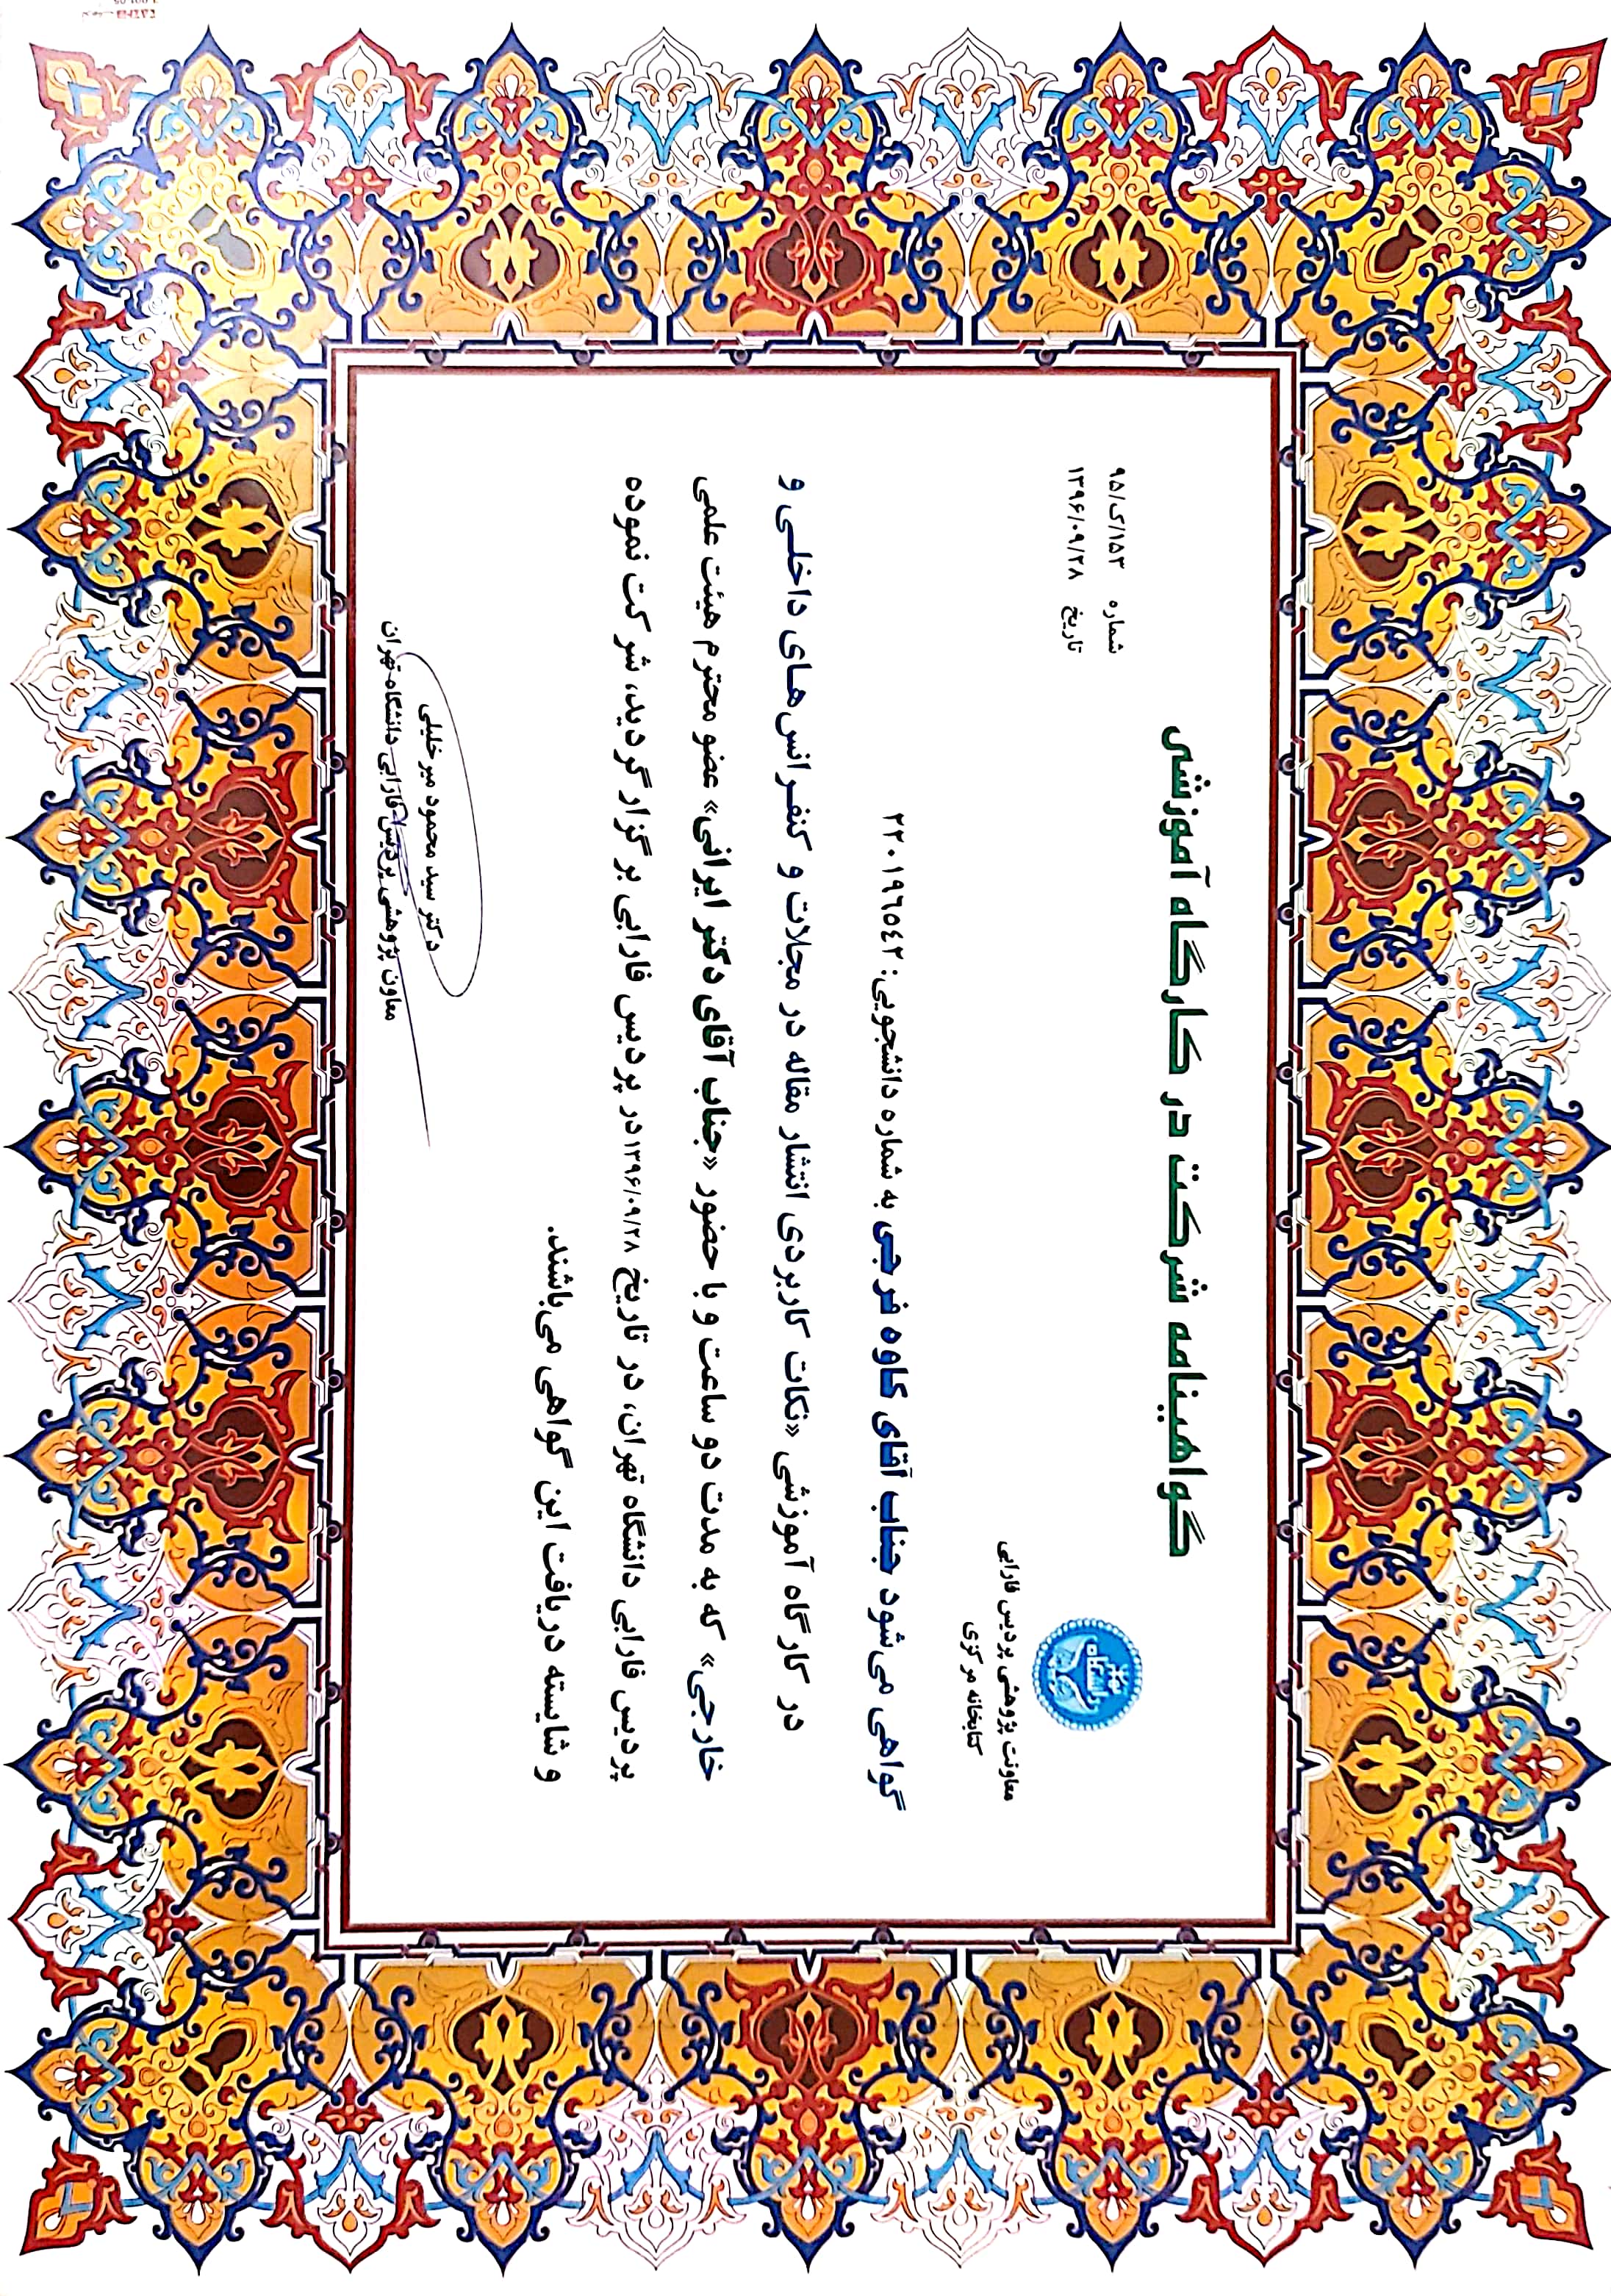 گواهینامه شرکت در کارگاه آموزشی
شماره ۱۵۳/ک/۹۵
تاریخ ۱۳۹۶/۰۹/۲۸
دانشگاه تهران
معاونت پژوهشی پردیس فارابی
کتابخانه مرکزی
گواهی می‌شود جناب آقای کاوه فرجی به شماره دانشجویی: ۲۲۰۱۹۶۵۴۲
در کارگاه آموزشی «نکات کاربردی انتشار مقاله در مجلات و کنفرانس‌های داخلی و
خارجی» که به مدت دو ساعت و با حضور «جناب آقای دکتر ایرانی» عضو محترم هیئت علمی
پردیس فارابی دانشگاه تهران، در تاریخ ۱۳۹۶/۰۹/۲۸ در پردیس فارابی برگزار گردید، شرکت نموده
و شایسته دریافت این گواهی می‌باشند.
دکتر سید محمود میرخلیلی
معاون پژوهشی پردیس فارابی دانشگاه تهران